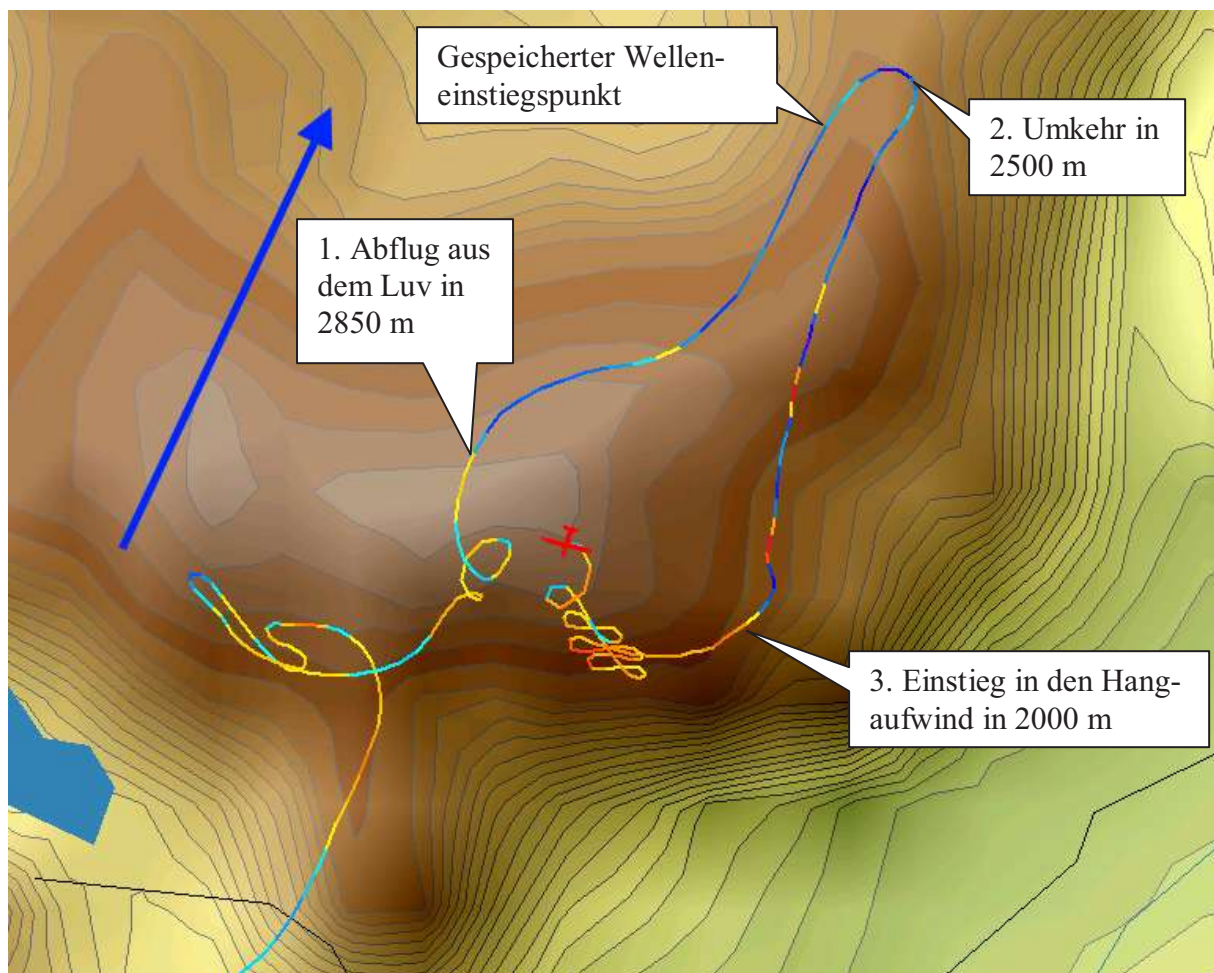 Gespeicherter Wellen-
einstiegspunkt
2. Umkehr in
2500 m
1. Abflug aus
dem Luv in
2850 m
3. Einstieg in den Hang-
aufwind in 2000 m